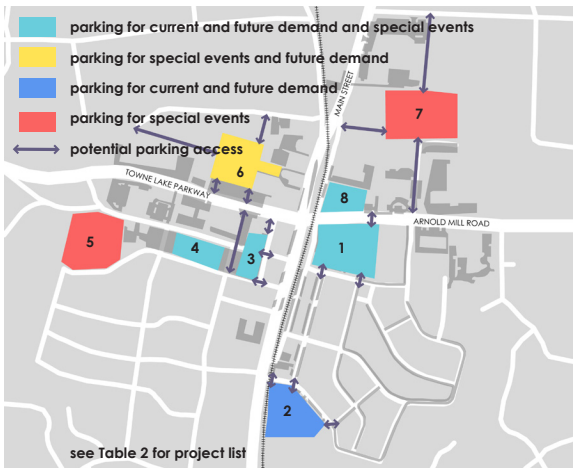 parking for current and future demand and special events
parking for special events and future demand
parking for current and future demand
parking for special events
potential parking access
MAIN STREET
7
6
TOWNE LAKE PARKWAY
8
ARNOLD MILL ROAD
5
4
3
1
2
see Table 2 for project list